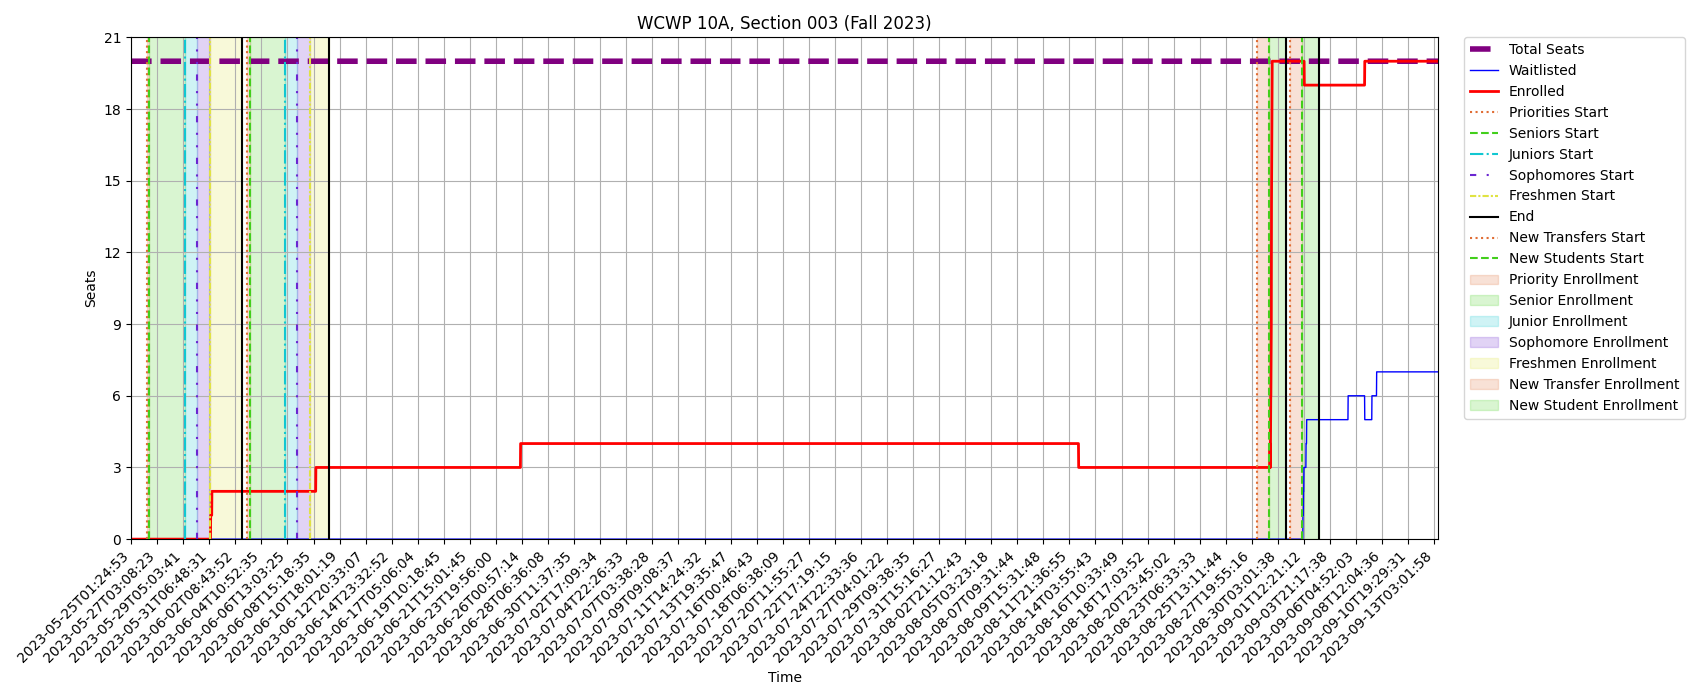 WCWP 10A, Section 003 (Fall 2023)
Seats
21
18
15
12
9
6
3
0
2023-05-25T01:24:53
2023-05-27T03:08:23
2023-05-29T05:03:41
2023-05-31T06:48:31
2023-06-02T08:43:52
2023-06-04T10:52:35
2023-06-06T13:03:25
2023-06-08T15:18:35
2023-06-10T18:01:19
2023-06-12T20:33:07
2023-06-14T23:32:52
2023-06-17T05:06:04
2023-06-19T10:18:45
2023-06-21T15:01:45
2023-06-23T19:56:00
2023-06-26T00:57:14
2023-06-28T06:36:08
2023-06-30T11:37:35
2023-07-02T17:09:34
2023-07-04T22:26:33
2023-07-07T03:38:28
2023-07-09T09:08:37
2023-07-11T14:24:32
2023-07-13T19:35:47
2023-07-16T00:46:43
2023-07-18T06:38:09
2023-07-20T11:55:27
2023-07-22T17:19:15
2023-07-24T22:33:36
2023-07-27T04:01:22
2023-07-29T09:38:35
2023-07-31T15:16:27
2023-08-02T21:12:43
2023-08-05T03:23:18
2023-08-07T09:31:44
2023-08-09T15:31:48
2023-08-11T21:36:55
2023-08-14T03:55:43
2023-08-16T10:33:49
2023-08-18T17:03:52
2023-08-20T23:45:02
2023-08-23T06:33:33
2023-08-25T13:11:44
2023-08-27T19:55:16
2023-08-30T03:01:38
2023-09-01T12:21:12
2023-09-03T21:17:38
2023-09-06T04:52:03
2023-09-08T12:04:36
2023-09-10T19:29:31
2023-09-13T03:01:58
Time
Total Seats
Waitlisted
Enrolled
Priorities Start
Seniors Start
Juniors Start
Sophomores Start
Freshmen Start
End
New Transfers Start
New Students Start
Priority Enrollment
Senior Enrollment
Junior Enrollment
Sophomore Enrollment
Freshmen Enrollment
New Transfer Enrollment
New Student Enrollment